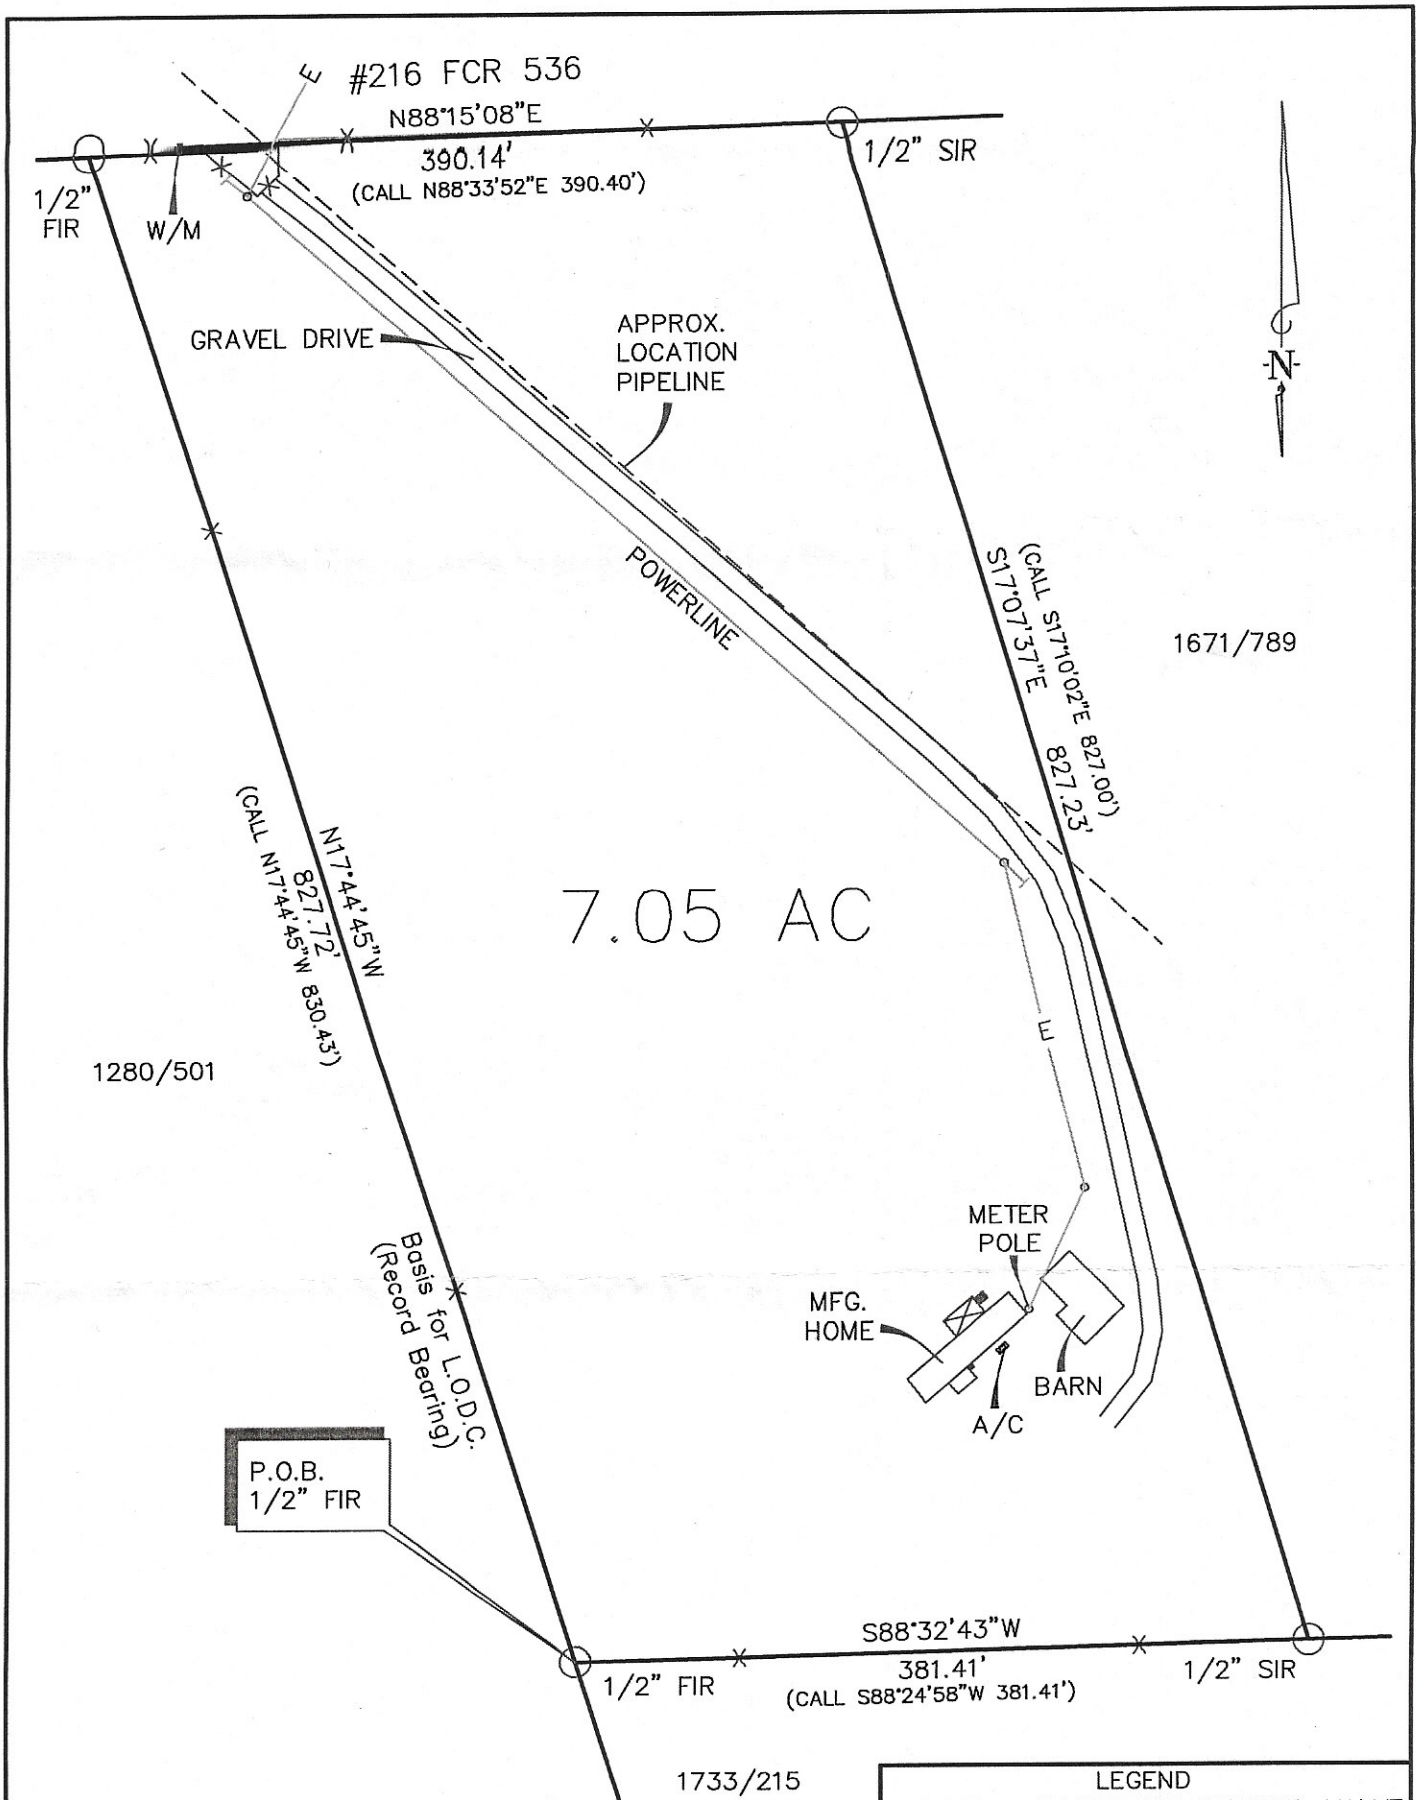 E
#216 FCR 536
N88°15'08"E
390.14'
(CALL N88°33'52"E 390.40')
1/2" SIR
1/2"
FIR
W/M
GRAVEL DRIVE
APPROX.
LOCATION
PIPELINE
N
POWERLINE
(CALL S17°10'02"E 827.00')
S17°07'37"E 827.23'
1671/789
N17°44'45"W
827.72'
(CALL N17°44'45"W 830.43')
7.05 AC
1280/501
E
METER
POLE
MFG.
HOME
BARN
A/C
Basis for L.O.D.C.
(Record Bearing)
P.O.B.
1/2" FIR
S88°32'43"W
381.41'
(CALL S88°24'58"W 381.41')
1/2" FIR
1/2" SIR
1733/215
LEGEND